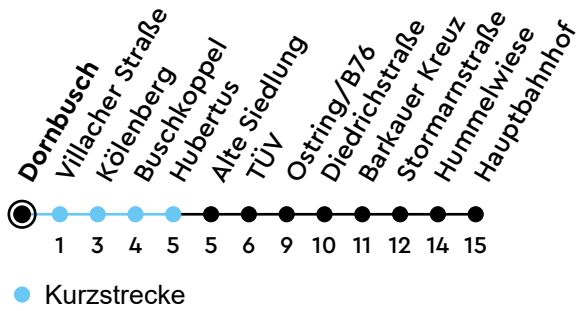 Dornbusch
Villacher Straße
Kölenberg
Buschkoppel
Hubertus
Alte Siedlung
TÜV
Ostring/B76
Diedrichstraße
Barkauer Kreuz
Stormarnstraße
Hummelwiese
Hauptbahnhof
1 3 4 5 5 6 9 10 11 12 14 15
Kurzstrecke